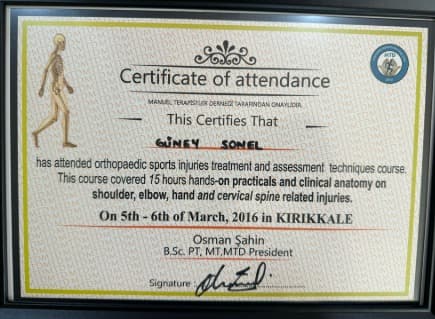 MTD
Certificate of attendance
MANUEL TERAPİSTLER DERNEĞİ TARAFINDAN ONAYLIDIR.
This Certifies That
GÜNEY SONEL
has attended orthopaedic sports injuries treatment and assessment techniques course.
This course covered 15 hours hands-on practicals and clinical anatomy on
shoulder, elbow, hand and cervical spine related injuries.
On 5th - 6th of March, 2016 in KIRIKKALE
Osman Şahin
B.Sc. PT, MT,MTD President
Signature :